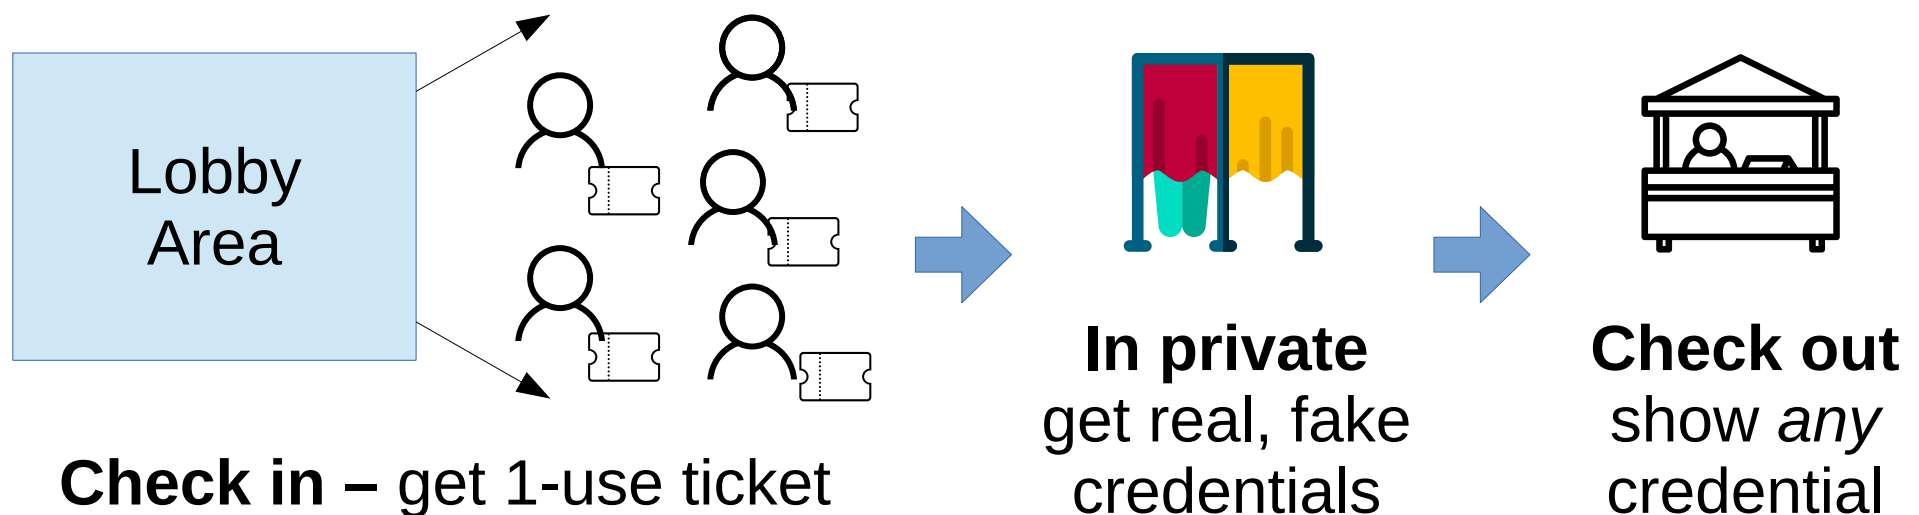 Lobby
Area
Check in – get 1-use ticket
In private
get real, fake
credentials
Check out
show any
credential